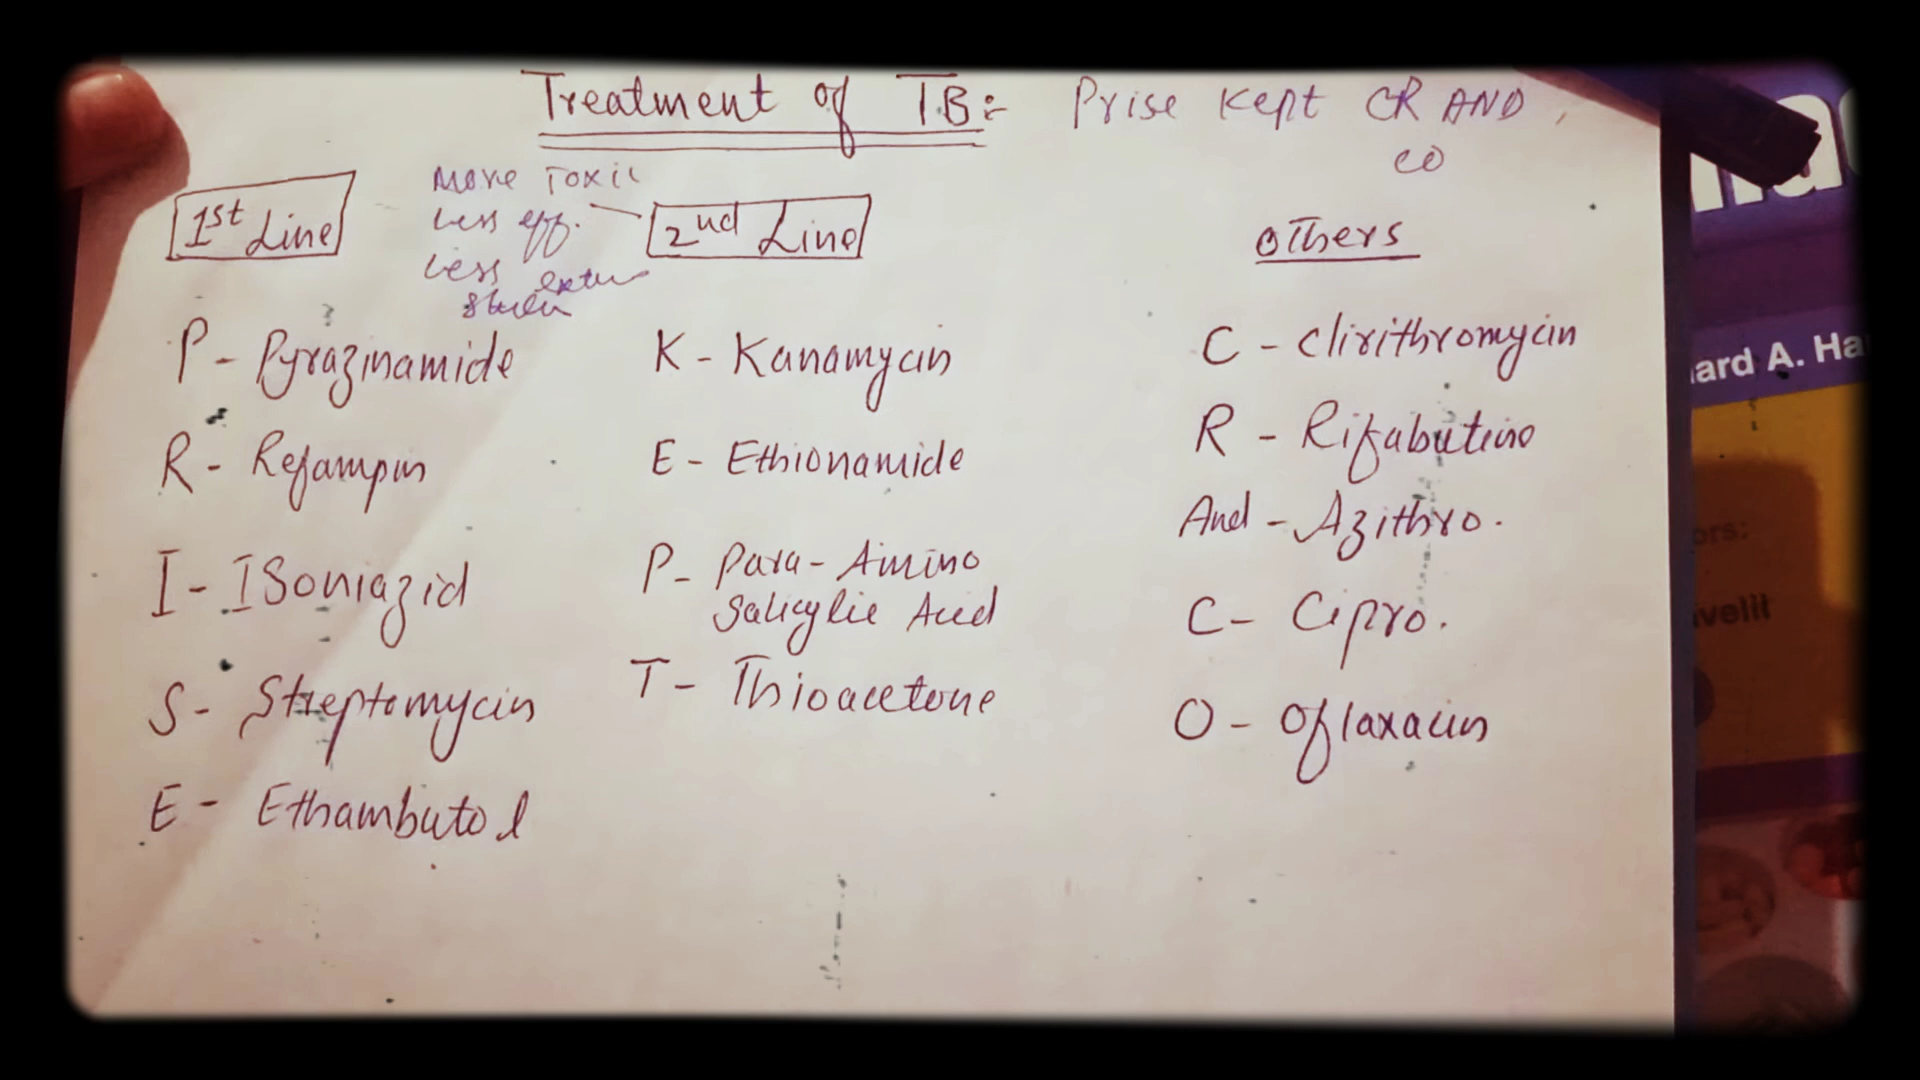 Treatment of TB:- Prise Kept CR AND,
CO
1st Line
More Toxic
Less eff.
Less
2nd Line
Others
P - Pyrazinamide
R - Refampin
I - ISoniazid
S - Streptomycin
E - Ethambutol
K - Kanamycin
E - Ethionamide
P - Para-Amino
Salicylic Acid
T - Thioacetone
C - Clirithromycin
R - Rifabutino
And - Azithro.
C - Cipro.
O - Oflaxacin
ard A. Ha
ors:
velil